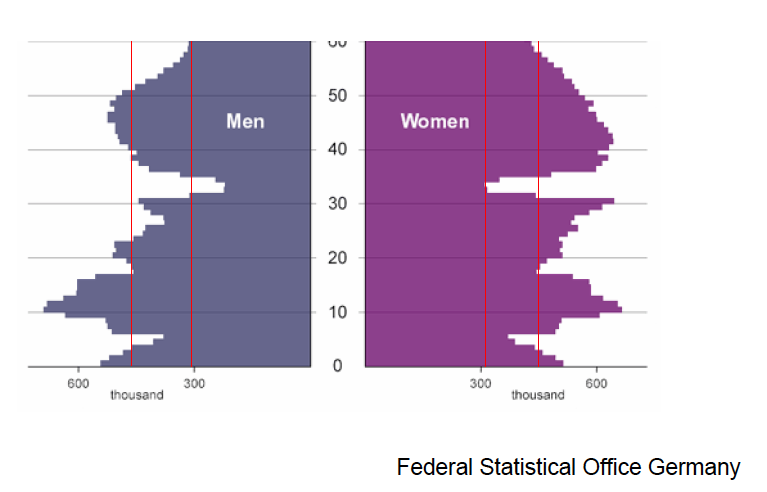 60
50
Men
Women
40
30
20
10
0
600
300
300
600
thousand
thousand
Federal Statistical Office Germany